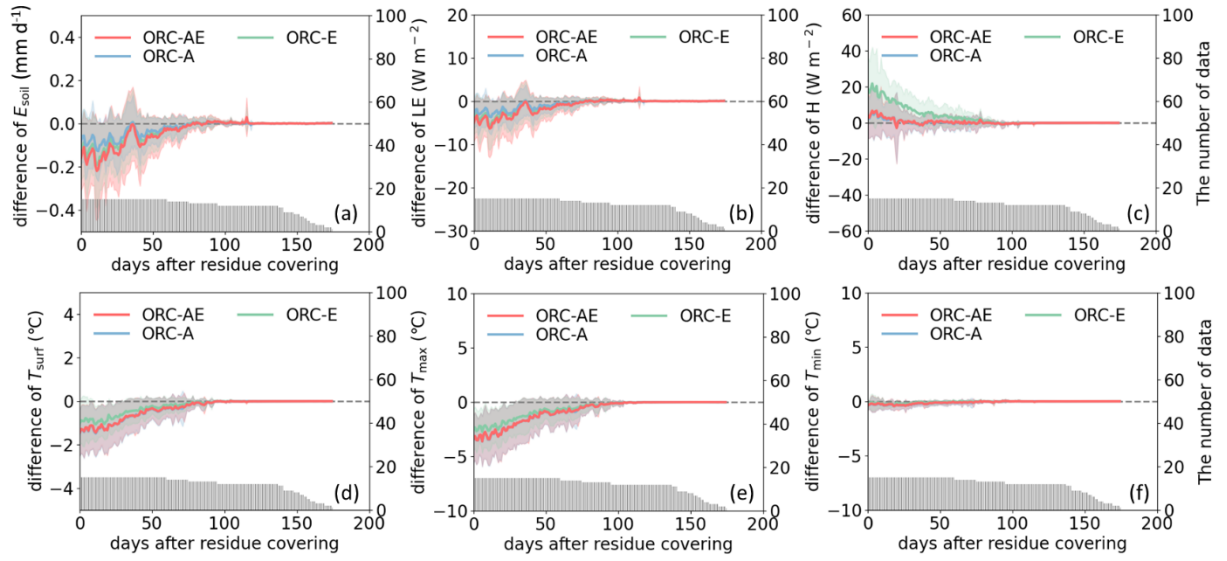 difference of E_soil (mm d⁻¹)
0.4
0.2
0.0
−0.2
−0.4
ORC-AE
ORC-A
ORC-E
100
80
60
40
20
0
(a)
0 50 100 150 200
days after residue covering
difference of LE (W m⁻²)
20
10
0
−10
−20
−30
ORC-AE
ORC-A
ORC-E
100
80
60
40
20
0
(b)
0 50 100 150 200
days after residue covering
difference of H (W m⁻²)
60
40
20
0
−20
−40
−60
ORC-AE
ORC-A
ORC-E
100
80
60
40
20
0
The number of data
(c)
0 50 100 150 200
days after residue covering
difference of T_surf (°C)
4
2
0
−2
−4
ORC-AE
ORC-A
ORC-E
100
80
60
40
20
0
(d)
0 50 100 150 200
days after residue covering
difference of T_max (°C)
10
5
0
−5
−10
ORC-AE
ORC-A
ORC-E
100
80
60
40
20
0
(e)
0 50 100 150 200
days after residue covering
difference of T_min (°C)
10
5
0
−5
−10
ORC-AE
ORC-A
ORC-E
100
80
60
40
20
0
The number of data
(f)
0 50 100 150 200
days after residue covering